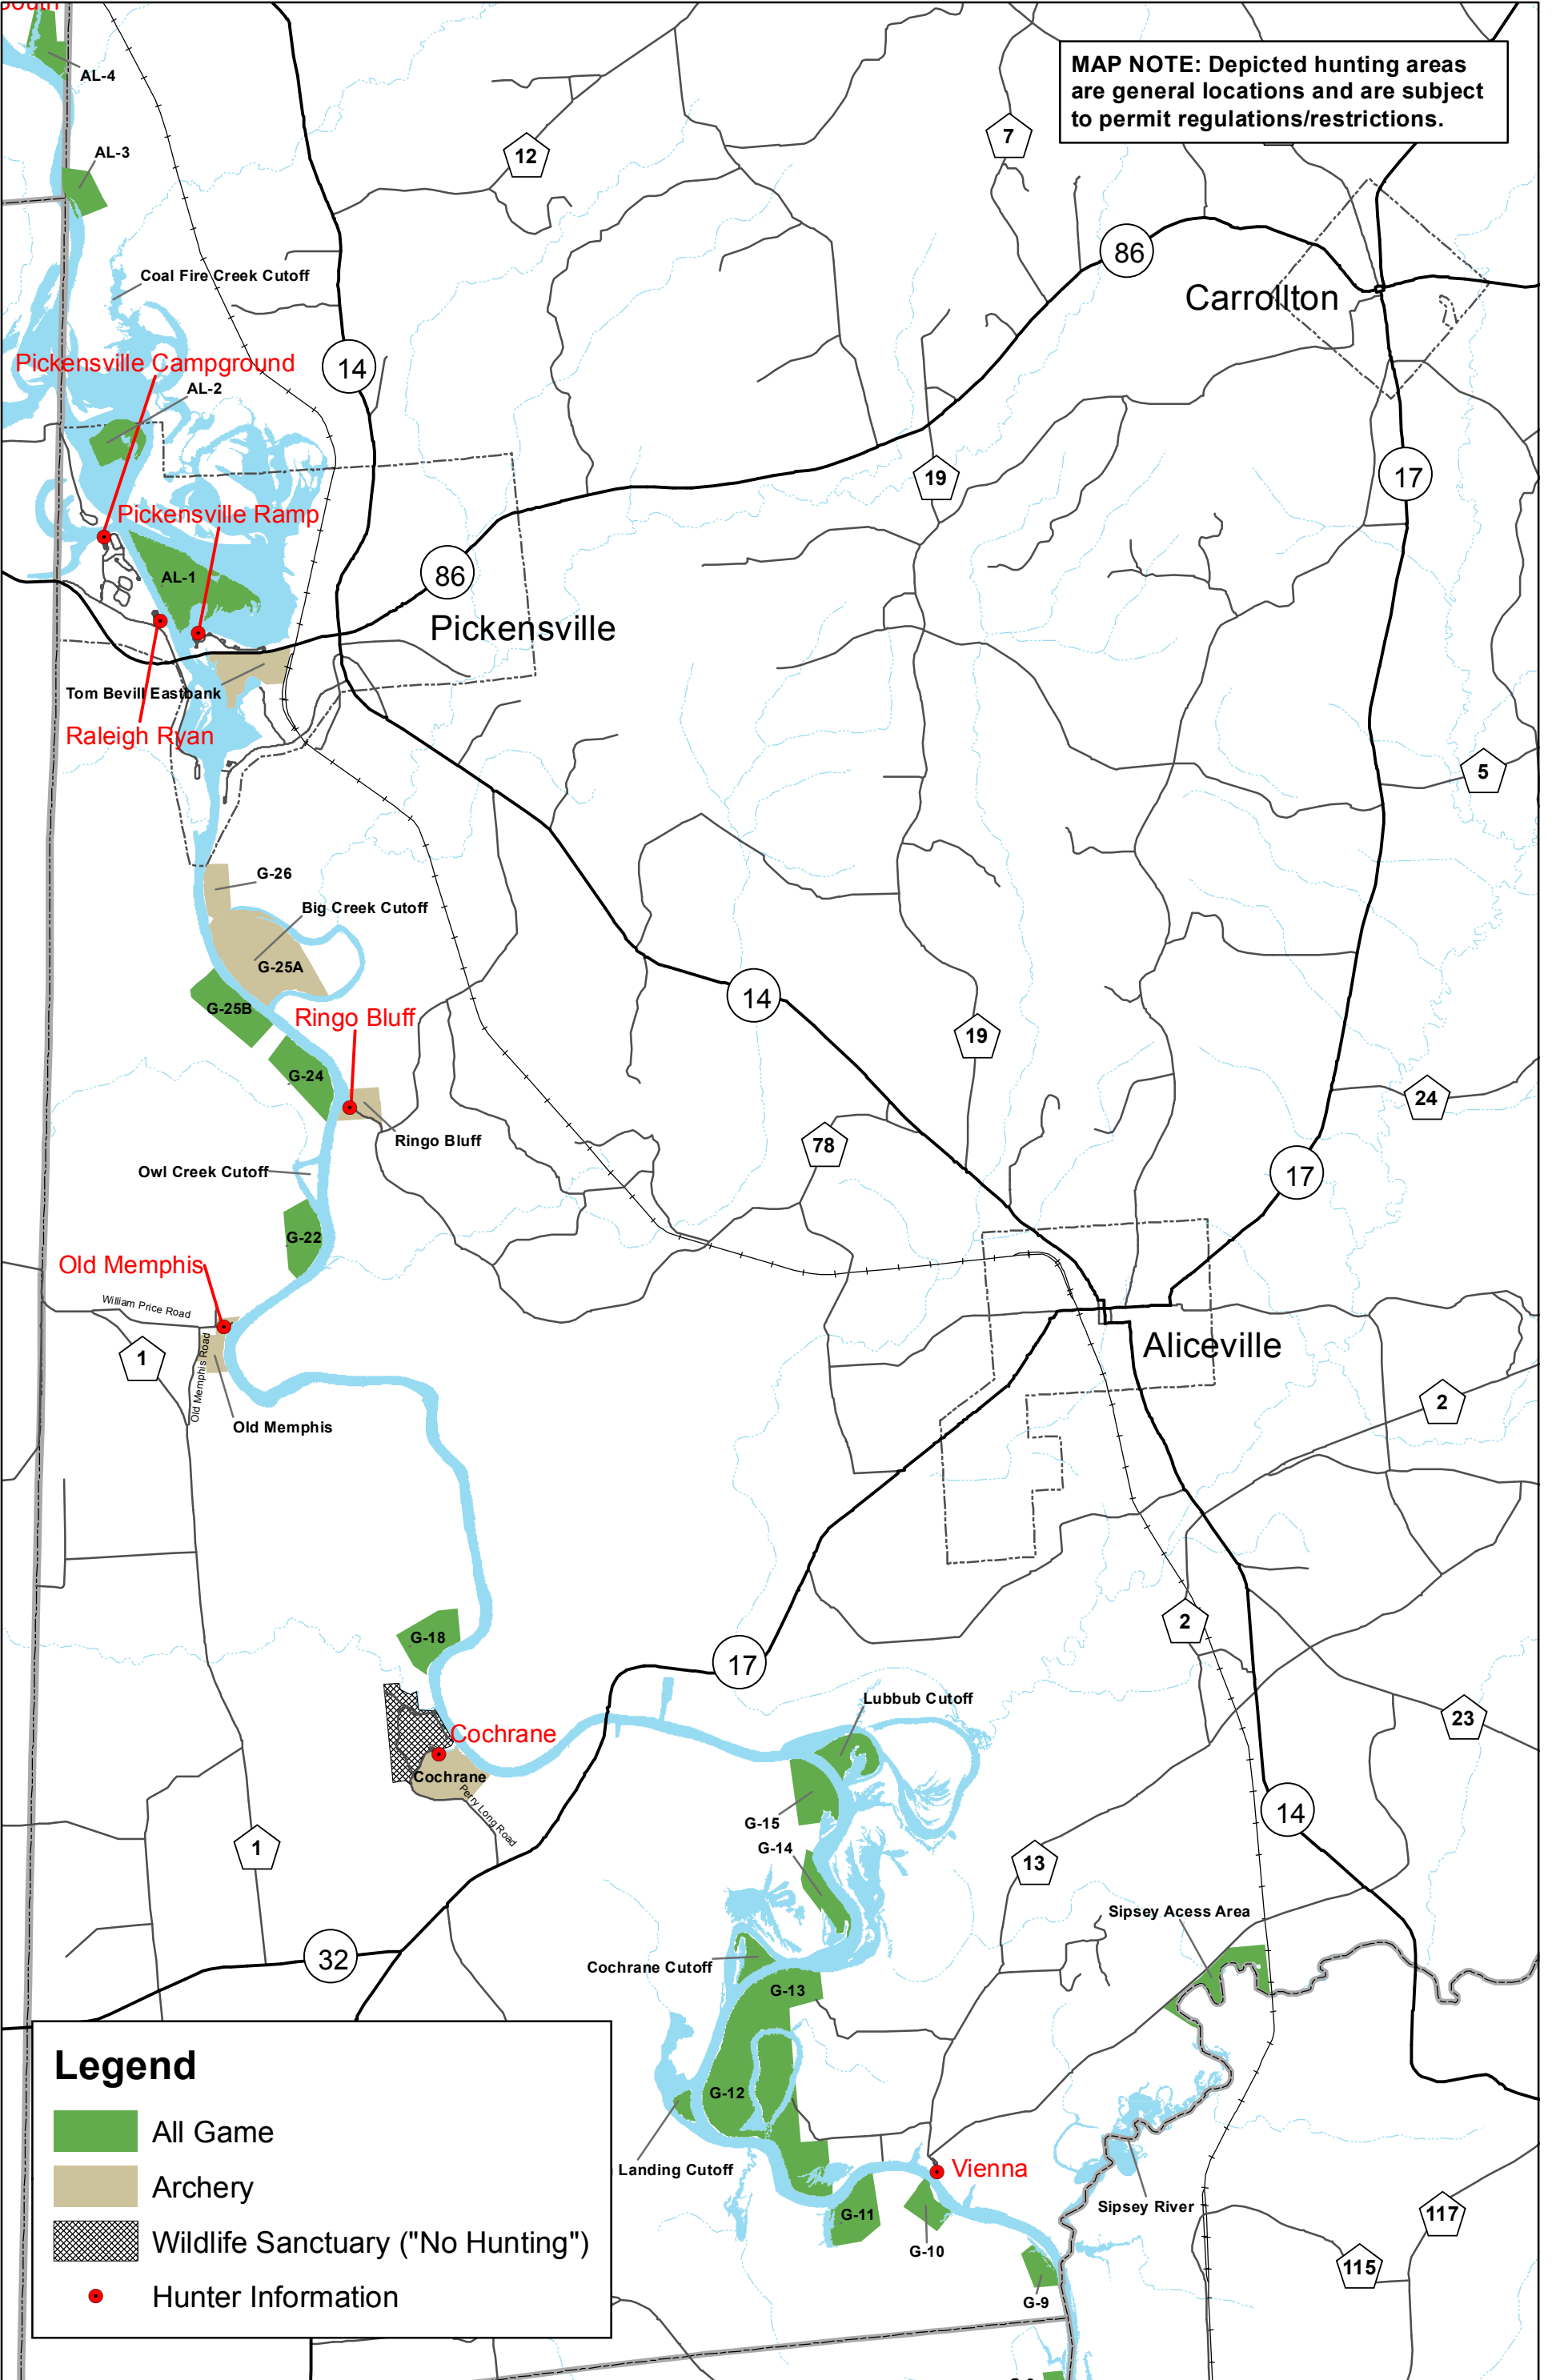 South
AL-4
MAP NOTE: Depicted hunting areas
are general locations and are subject
to permit regulations/restrictions.
AL-3
12
7
86
Coal Fire Creek Cutoff
Carrollton
Pickensville Campground
14
AL-2
19
17
Pickensville Ramp
AL-1
86
Pickensville
Tom Bevill Eastbank
Raleigh Ryan
5
G-26
Big Creek Cutoff
G-25A
G-25B
14
Ringo Bluff
19
G-24
24
Ringo Bluff
78
Owl Creek Cutoff
17
G-22
Old Memphis
William Price Road
1
Old Memphis Road
Aliceville
2
Old Memphis
G-18
2
17
Lubbub Cutoff
23
Cochrane
Cochrane
Perry Long Road
G-15
14
G-14
1
13
Sipsey Acess Area
32
Cochrane Cutoff
G-13
Legend
G-12
All Game
Landing Cutoff
Vienna
Archery
Sipsey River
G-11
117
Wildlife Sanctuary ("No Hunting")
G-10
115
Hunter Information
G-9